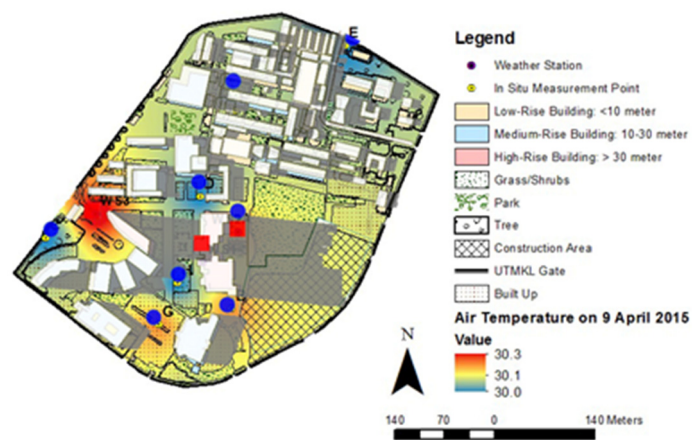 E
W S3
G
Legend
Weather Station
In Situ Measurement Point
Low-Rise Building: <10 meter
Medium-Rise Building: 10-30 meter
High-Rise Building: > 30 meter
Grass/Shrubs
Park
Tree
Construction Area
UTMKL Gate
Built Up
Air Temperature on 9 April 2015
Value
30.3
30.1
30.0
N
140 70 0 140 Meters